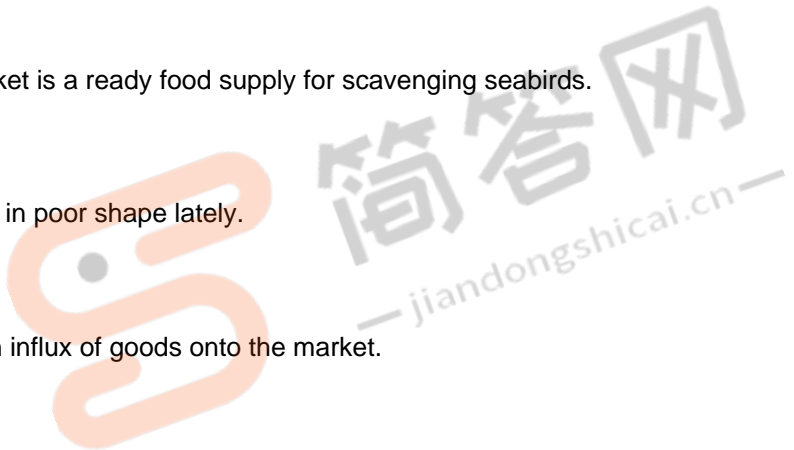 ket is a ready food supply for scavenging seabirds.
简答网
in poor shape lately.
jiandongshicai.cn
influx of goods onto the market.